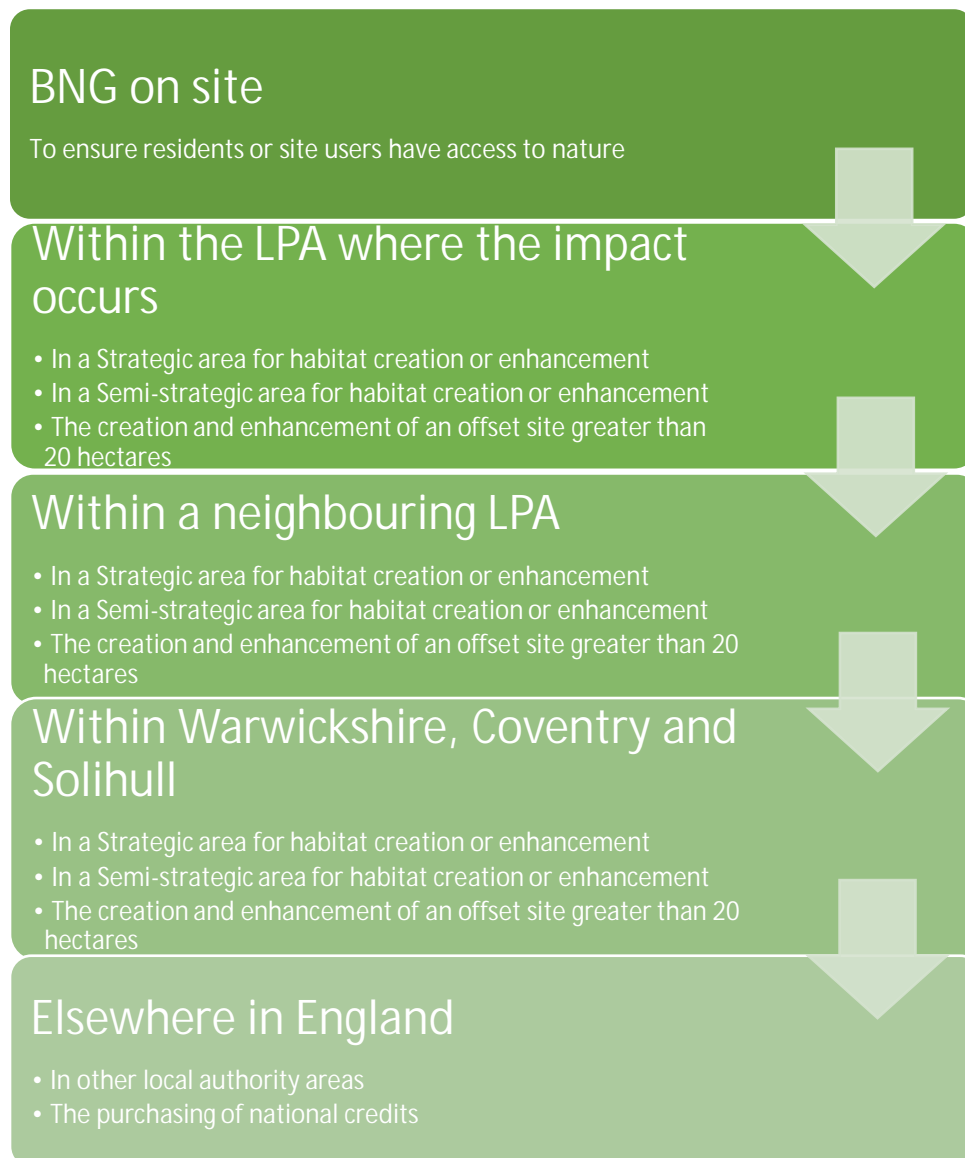 BNG on site
To ensure residents or site users have access to nature
Within the LPA where the impact
occurs
• In a Strategic area for habitat creation or enhancement
• In a Semi-strategic area for habitat creation or enhancement
• The creation and enhancement of an offset site greater than
20 hectares
Within a neighbouring LPA
• In a Strategic area for habitat creation or enhancement
• In a Semi-strategic area for habitat creation or enhancement
• The creation and enhancement of an offset site greater than 20
hectares
Within Warwickshire, Coventry and
Solihull
• In a Strategic area for habitat creation or enhancement
• In a Semi-strategic area for habitat creation or enhancement
• The creation and enhancement of an offset site greater than 20
hectares
Elsewhere in England
• In other local authority areas
• The purchasing of national credits